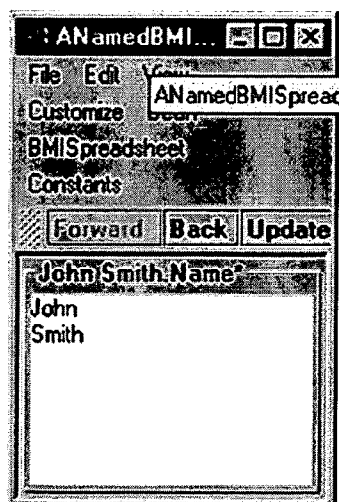 ANamedBMI...
File Edit View
ANamedBMISpread
Customize
BMISpreadsheet
Constants
Forward Back Update
John Smith.Name*
John
Smith